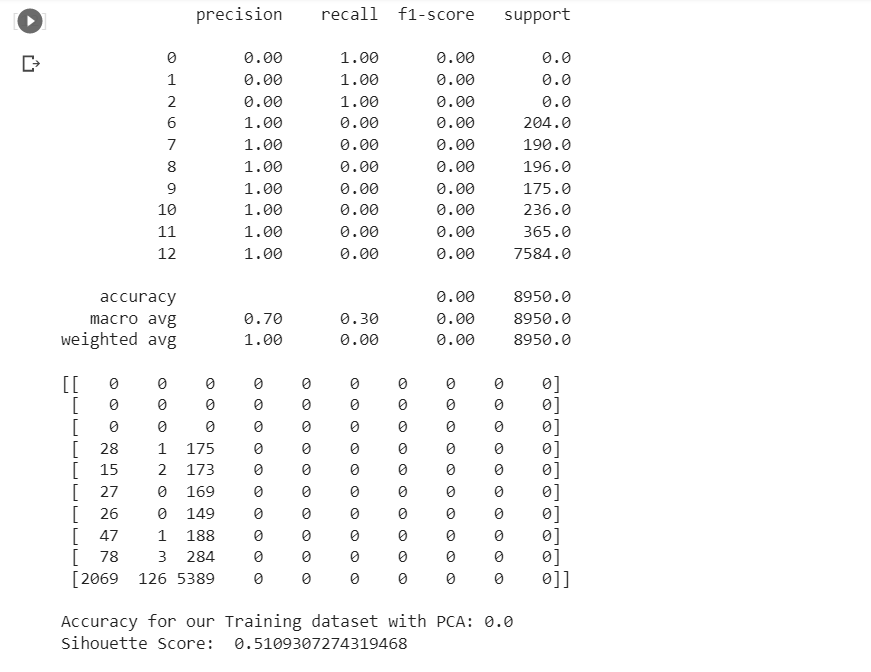 precision recall f1-score support
0 0.00 1.00 0.00 0.0
1 0.00 1.00 0.00 0.0
2 0.00 1.00 0.00 0.0
6 1.00 0.00 0.00 204.0
7 1.00 0.00 0.00 190.0
8 1.00 0.00 0.00 196.0
9 1.00 0.00 0.00 175.0
10 1.00 0.00 0.00 236.0
11 1.00 0.00 0.00 365.0
12 1.00 0.00 0.00 7584.0
accuracy 0.00 8950.0
macro avg 0.70 0.30 0.00 8950.0
weighted avg 1.00 0.00 0.00 8950.0
[[ 0 0 0 0 0 0 0 0 0 0]
[ 0 0 0 0 0 0 0 0 0 0]
[ 0 0 0 0 0 0 0 0 0 0]
[ 28 1 175 0 0 0 0 0 0 0]
[ 15 2 173 0 0 0 0 0 0 0]
[ 27 0 169 0 0 0 0 0 0 0]
[ 26 0 149 0 0 0 0 0 0 0]
[ 47 1 188 0 0 0 0 0 0 0]
[ 78 3 284 0 0 0 0 0 0 0]
[2069 126 5389 0 0 0 0 0 0 0]]
Accuracy for our Training dataset with PCA: 0.0
Sihouette Score: 0.5109307274319468